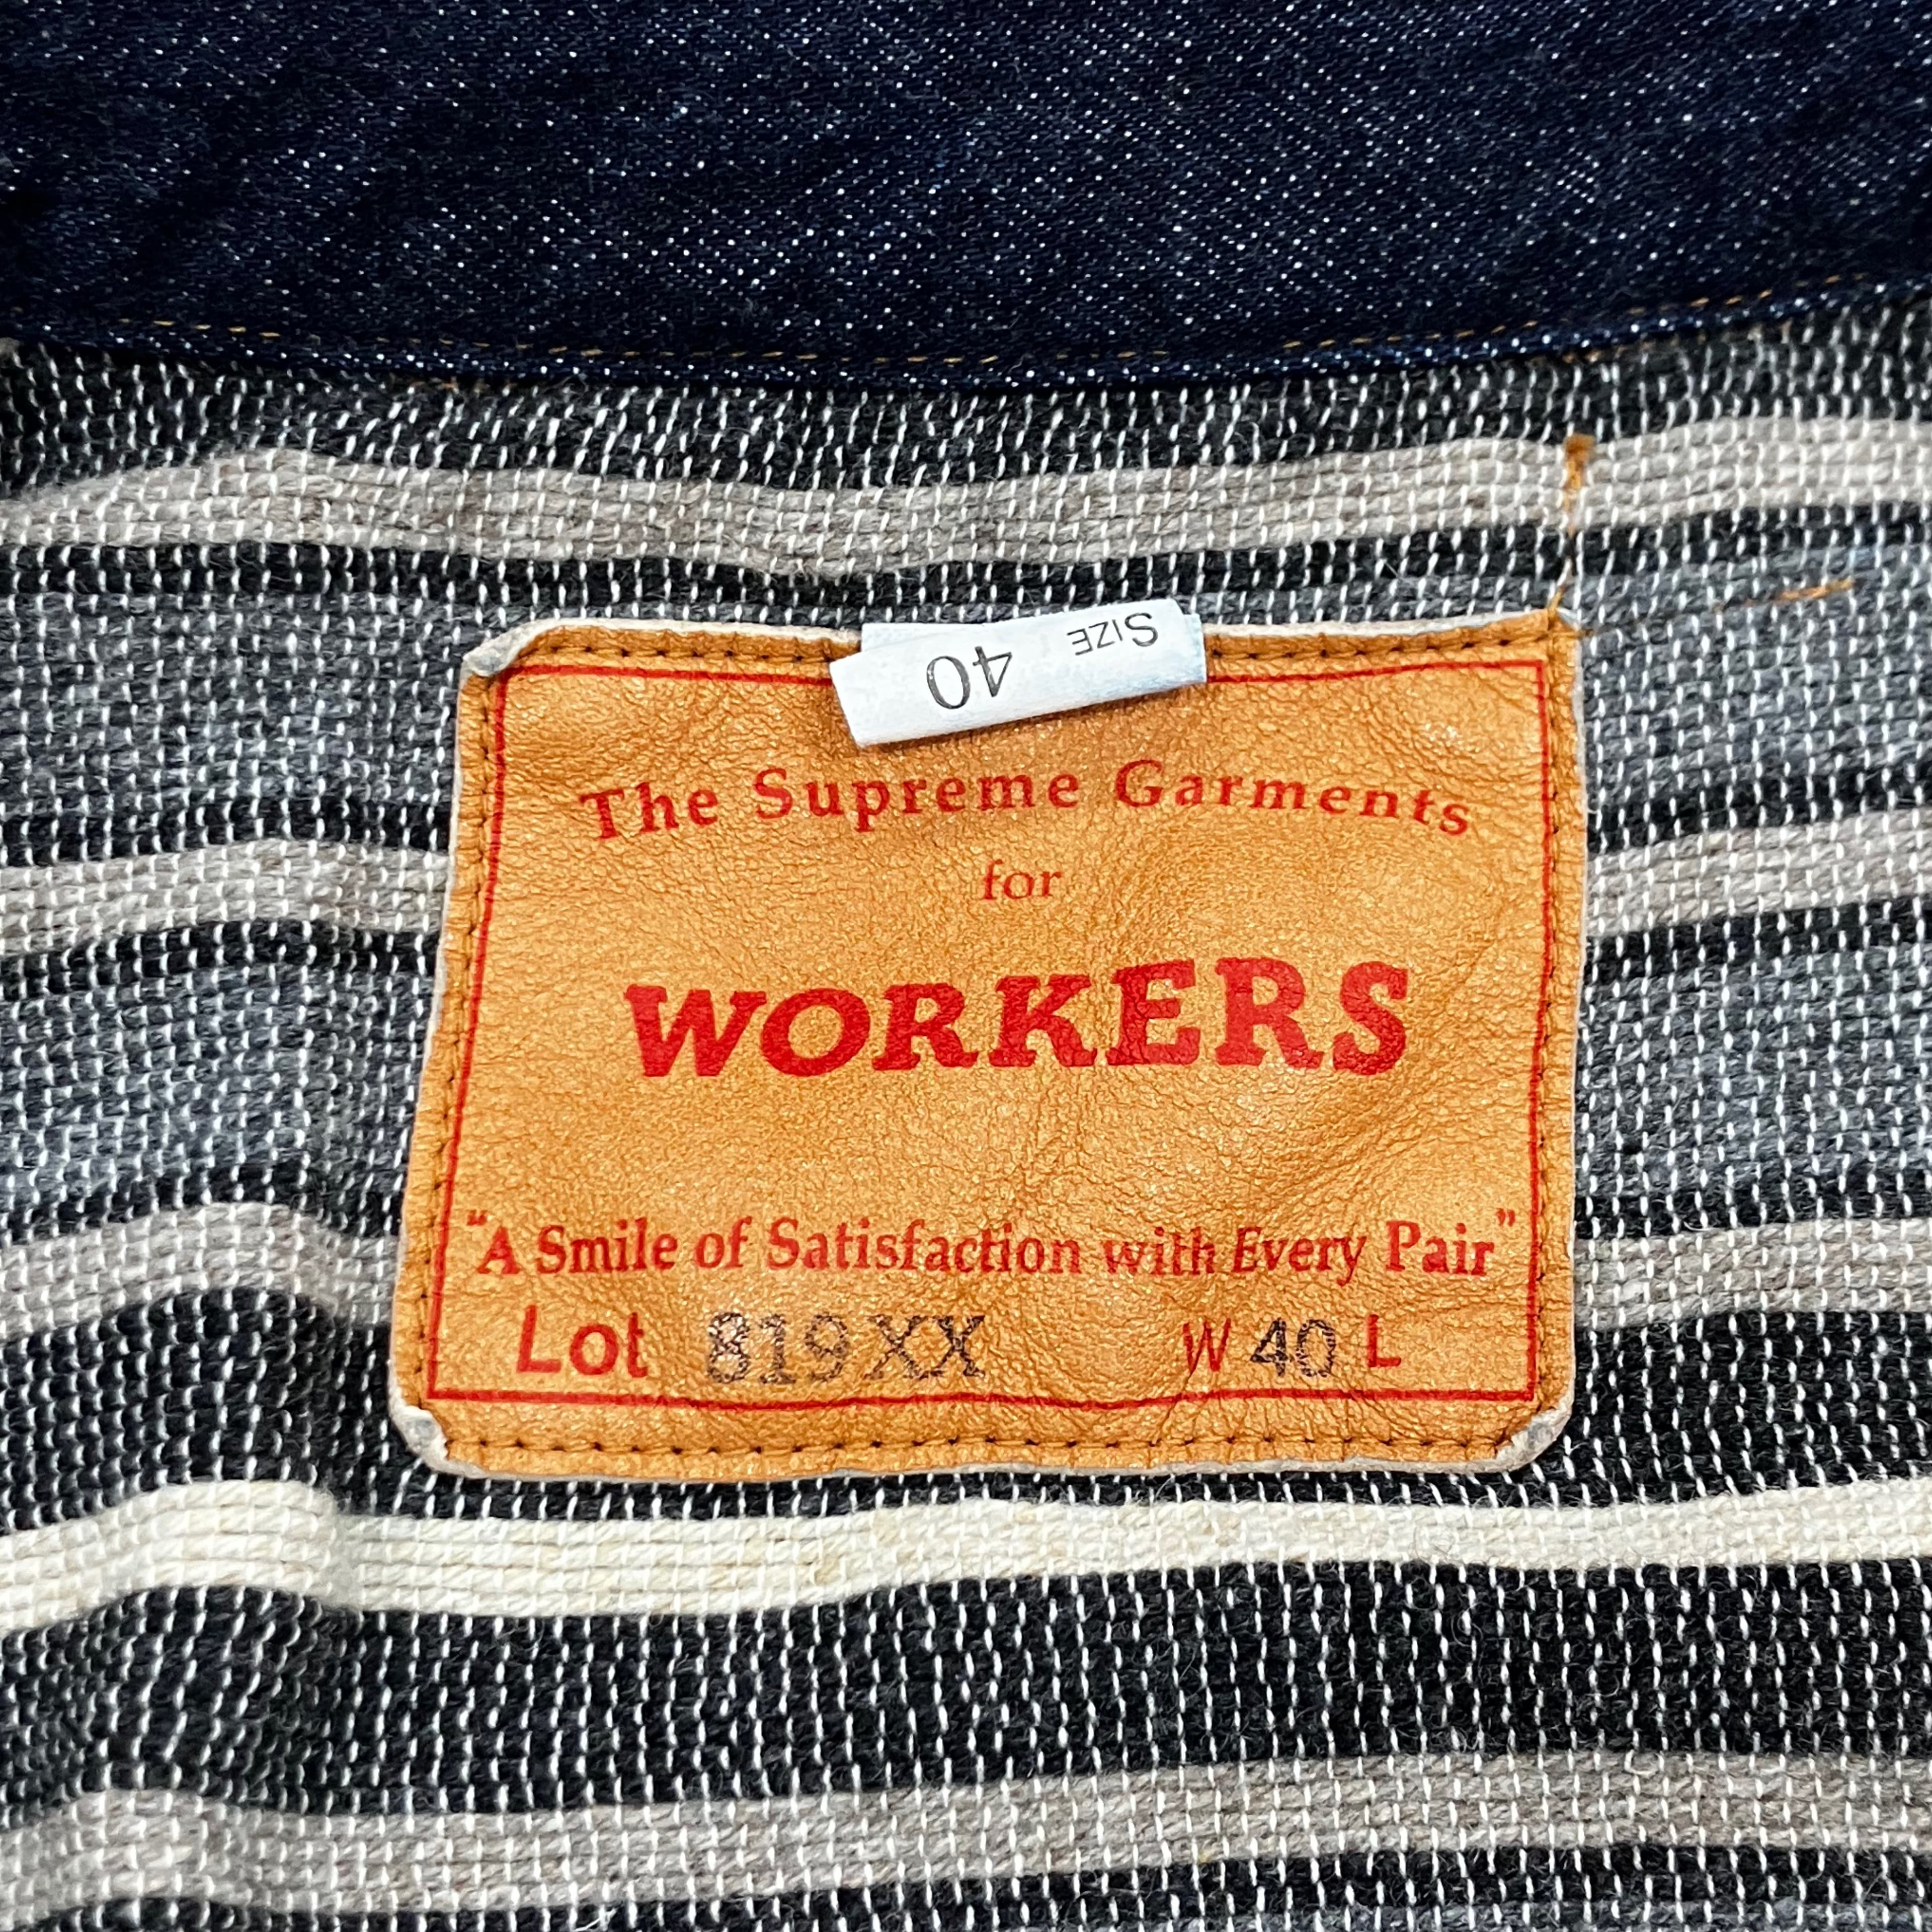 SIZE 40
The Supreme Garments
for
WORKERS
"A Smile of Satisfaction with Every Pair"
Lot 819XX W 40 L